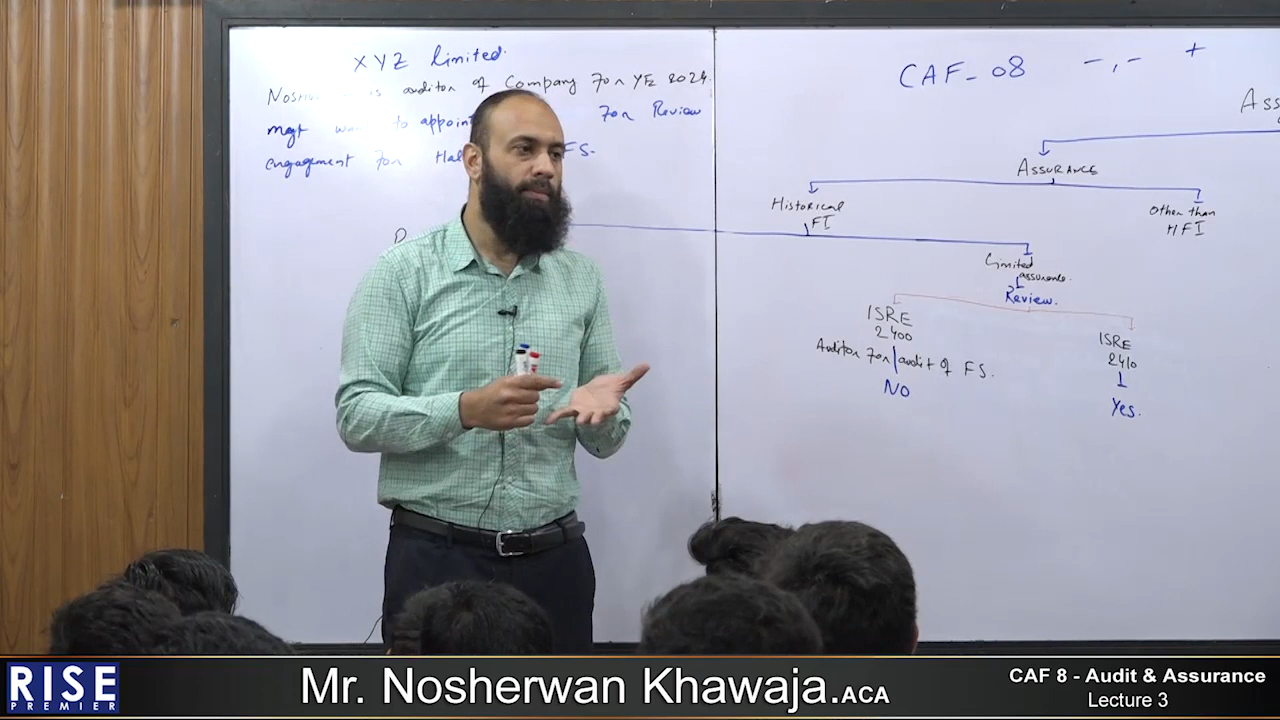 XYZ Limited.
is auditor of Company For YE 2024.
mgt to appoint For Review
engagement For FS.
CAF-08 -,- +
ASSURANCE
Historical
FI
Other than
HFI
Limited
assurance.
Review.
ISRE
2400
ISRE
2410
Auditor For audit of FS.
No
Yes.
RISE
PREMIER
Mr. Nosherwan Khawaja.ACA
CAF 8 - Audit & Assurance
Lecture 3